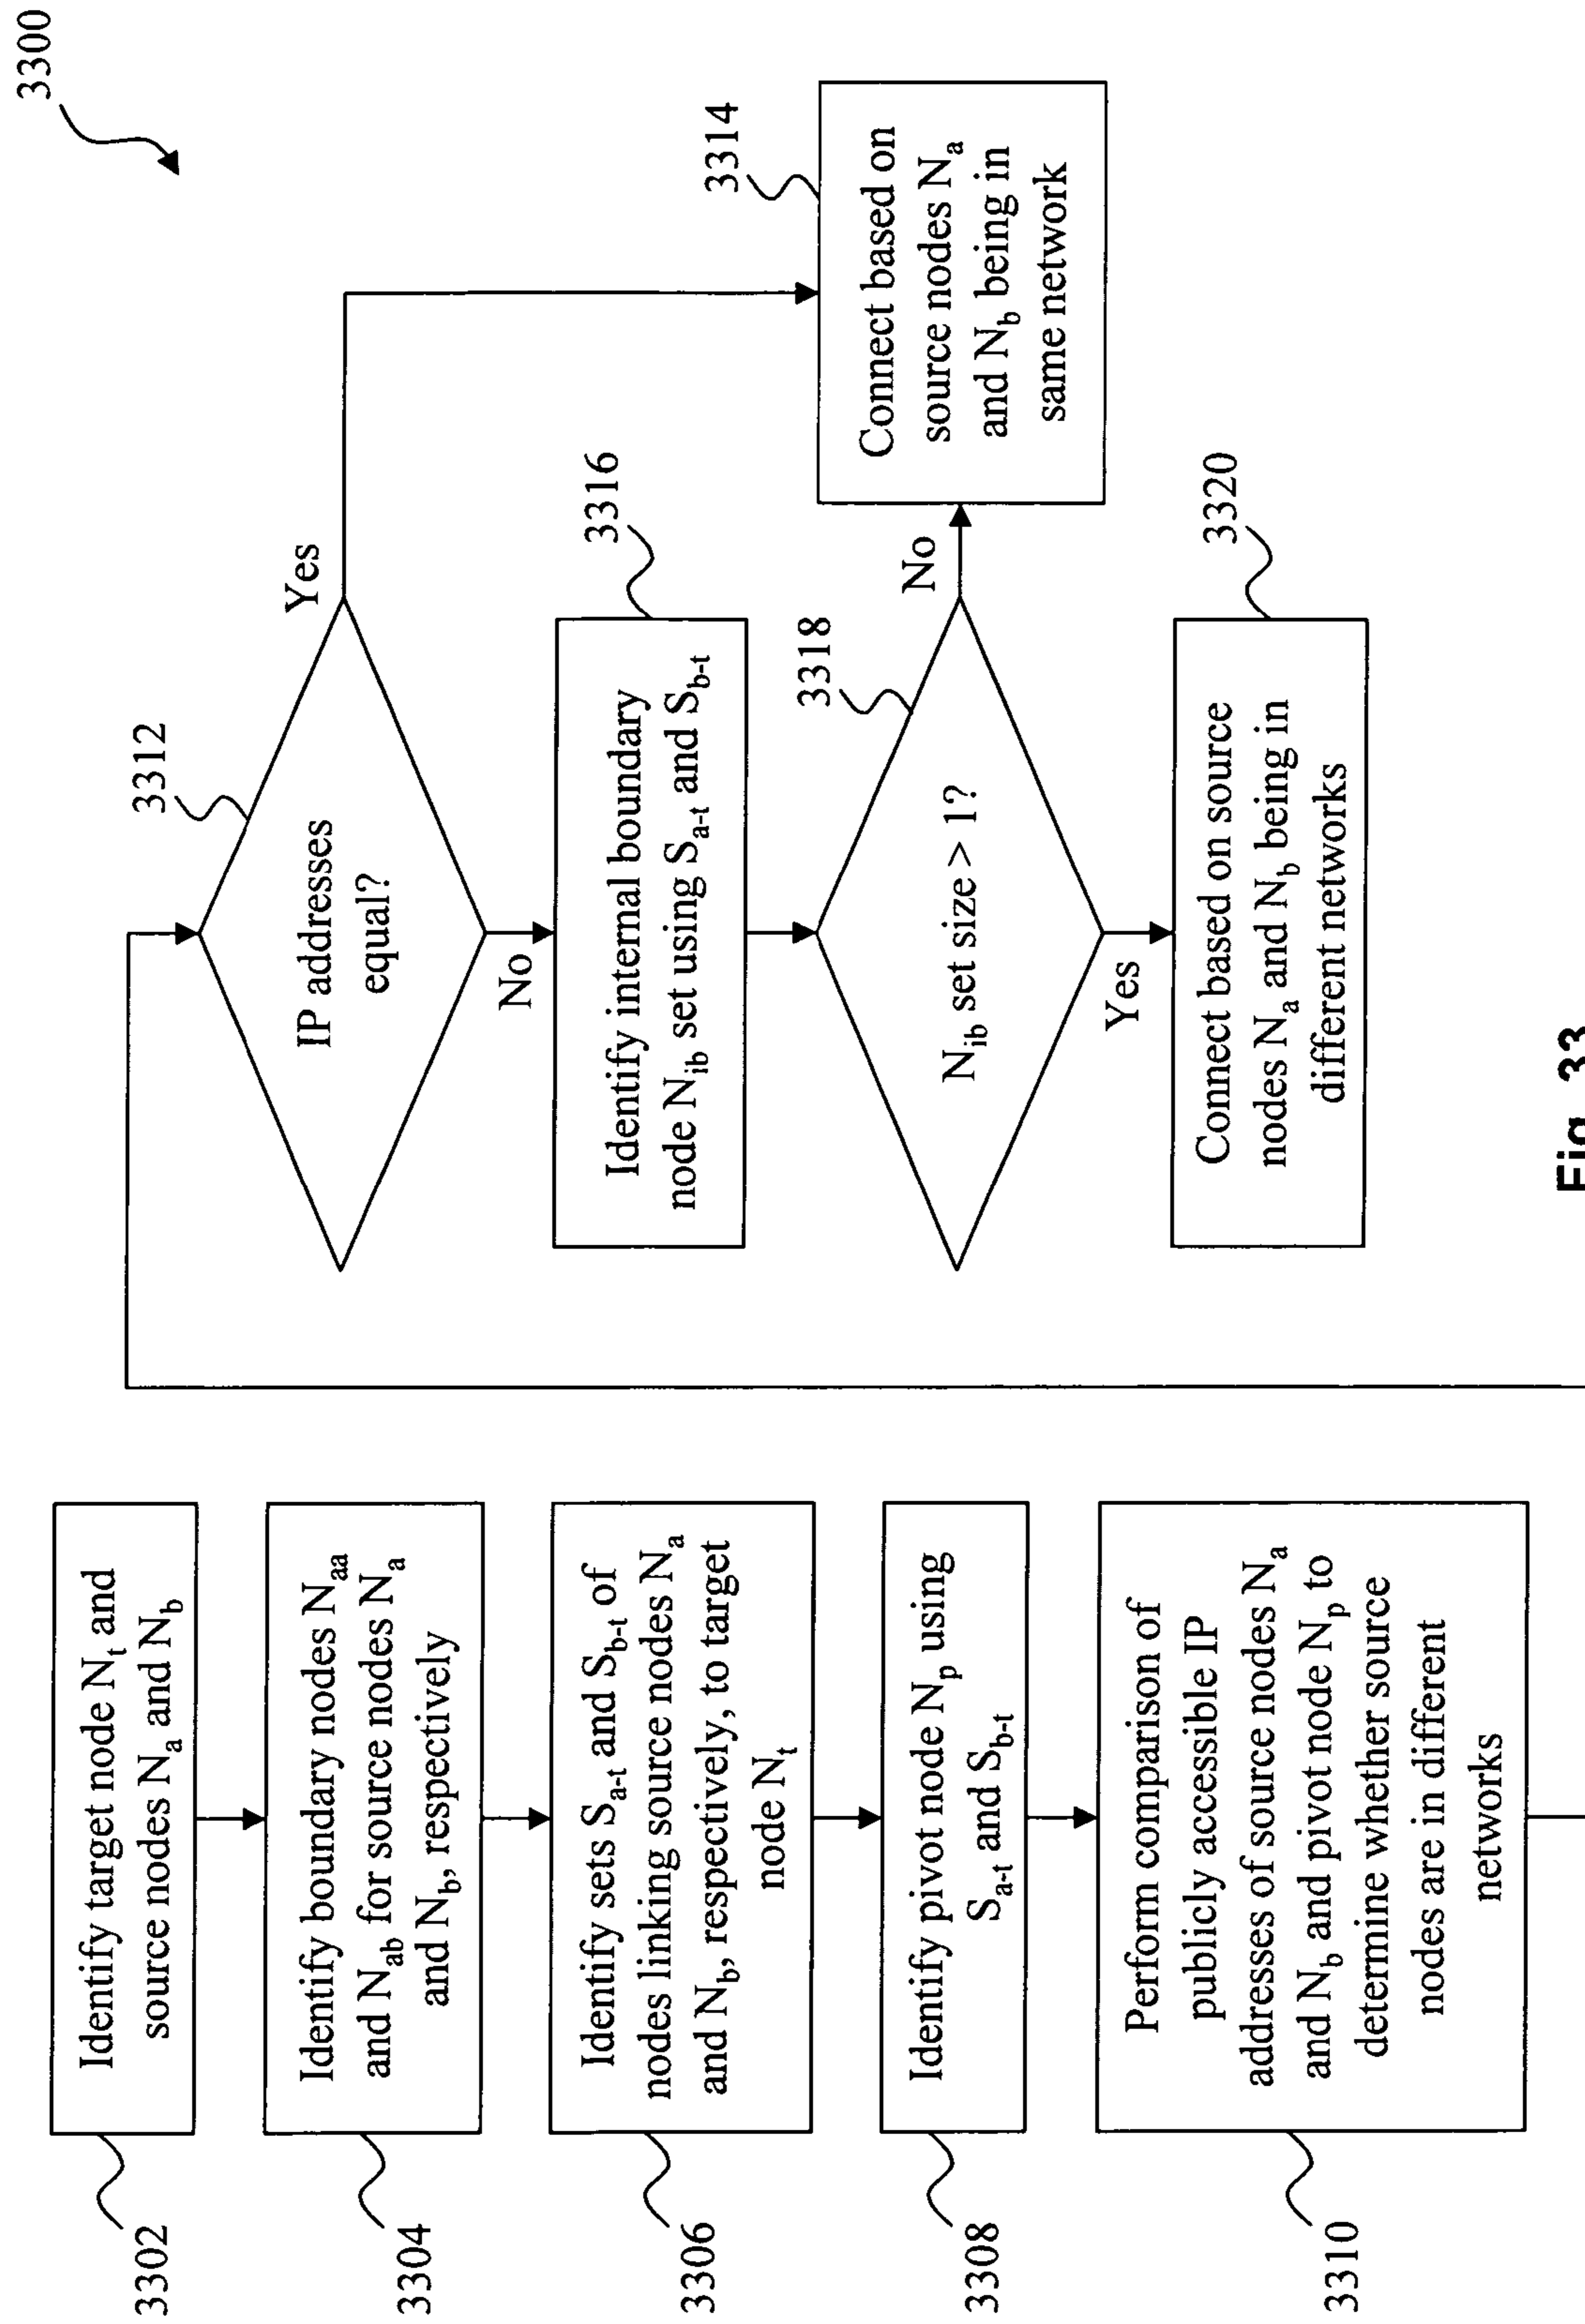 3300
3302
Identify target node N_t and
source nodes N_a and N_b
3304
Identify boundary nodes N_aa
and N_ab for source nodes N_a
and N_b, respectively
3306
Identify sets S_a-t and S_b-t of
nodes linking source nodes N_a
and N_b, respectively, to target
node N_t
3308
Identify pivot node N_p using
S_a-t and S_b-t
3310
Perform comparison of
publicly accessible IP
addresses of source nodes N_a
and N_b and pivot node N_p to
determine whether source
nodes are in different
networks
3312
IP addresses
equal?
Yes
No
3314
Connect based on
source nodes N_a
and N_b being in
same network
3316
Identify internal boundary
node N_ib set using S_a-t and S_b-t
3318
N_ib set size > 1?
No
Yes
3320
Connect based on source
nodes N_a and N_b being in
different networks
Fig. 33